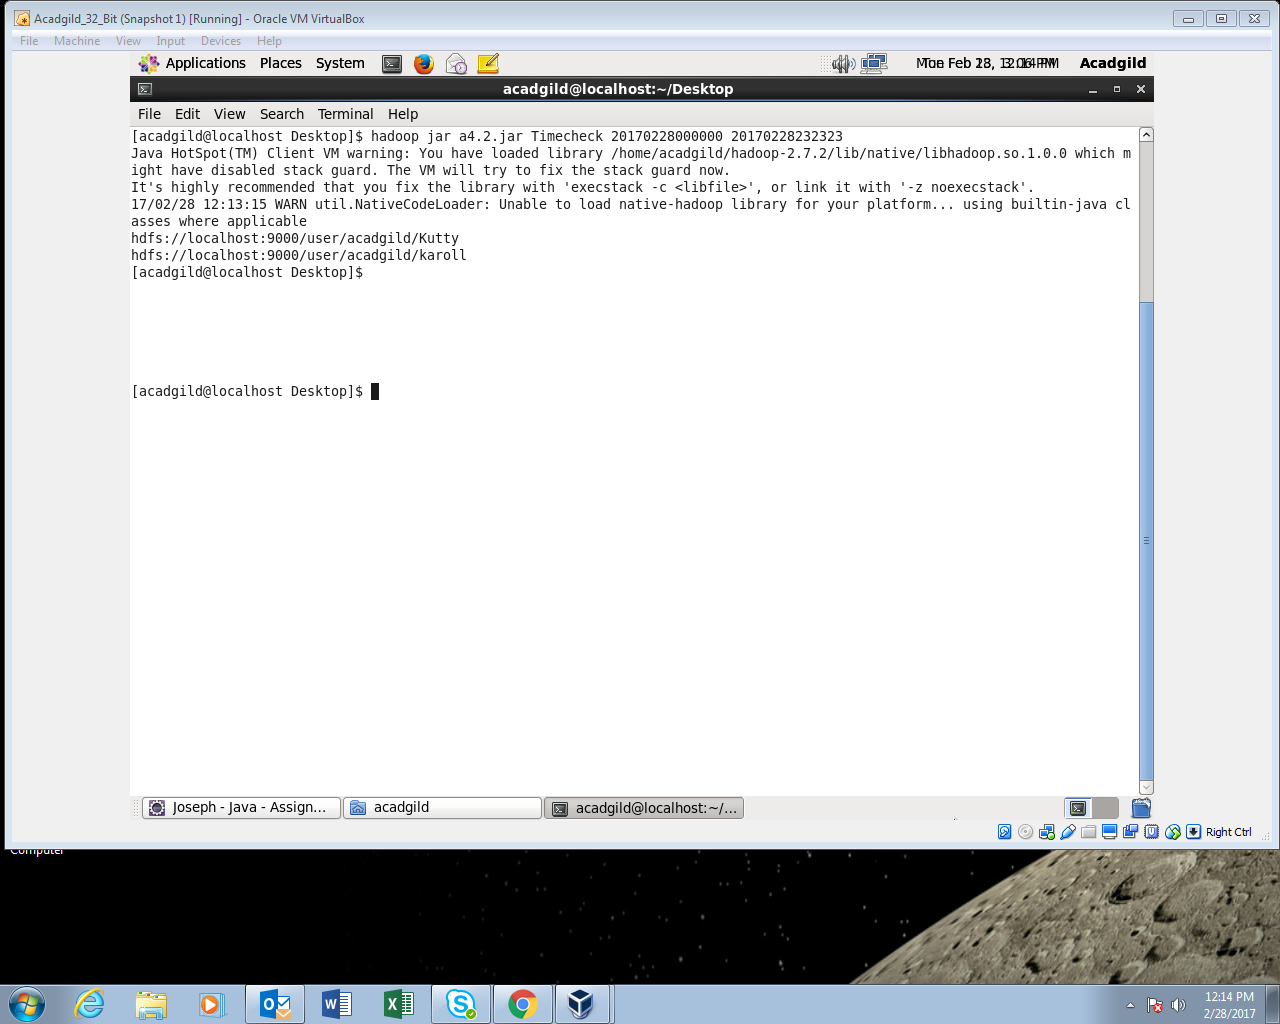 Acadgild_32_Bit (Snapshot 1) [Running] - Oracle VM VirtualBox
File Machine View Input Devices Help
Applications Places System
Acadgild
acadgild@localhost:~/Desktop
File Edit View Search Terminal Help
[acadgild@localhost Desktop]$ hadoop jar a4.2.jar Timecheck 20170228000000 20170228232323
Java HotSpot(TM) Client VM warning: You have loaded library /home/acadgild/hadoop-2.7.2/lib/native/libhadoop.so.1.0.0 which m
ight have disabled stack guard. The VM will try to fix the stack guard now.
It's highly recommended that you fix the library with 'execstack -c <libfile>', or link it with '-z noexecstack'.
17/02/28 12:13:15 WARN util.NativeCodeLoader: Unable to load native-hadoop library for your platform... using builtin-java cl
asses where applicable
hdfs://localhost:9000/user/acadgild/Kutty
hdfs://localhost:9000/user/acadgild/karoll
[acadgild@localhost Desktop]$
[acadgild@localhost Desktop]$
Joseph - Java - Assign... acadgild acadgild@localhost:~/...
Right Ctrl
Computer
12:14 PM
2/28/2017